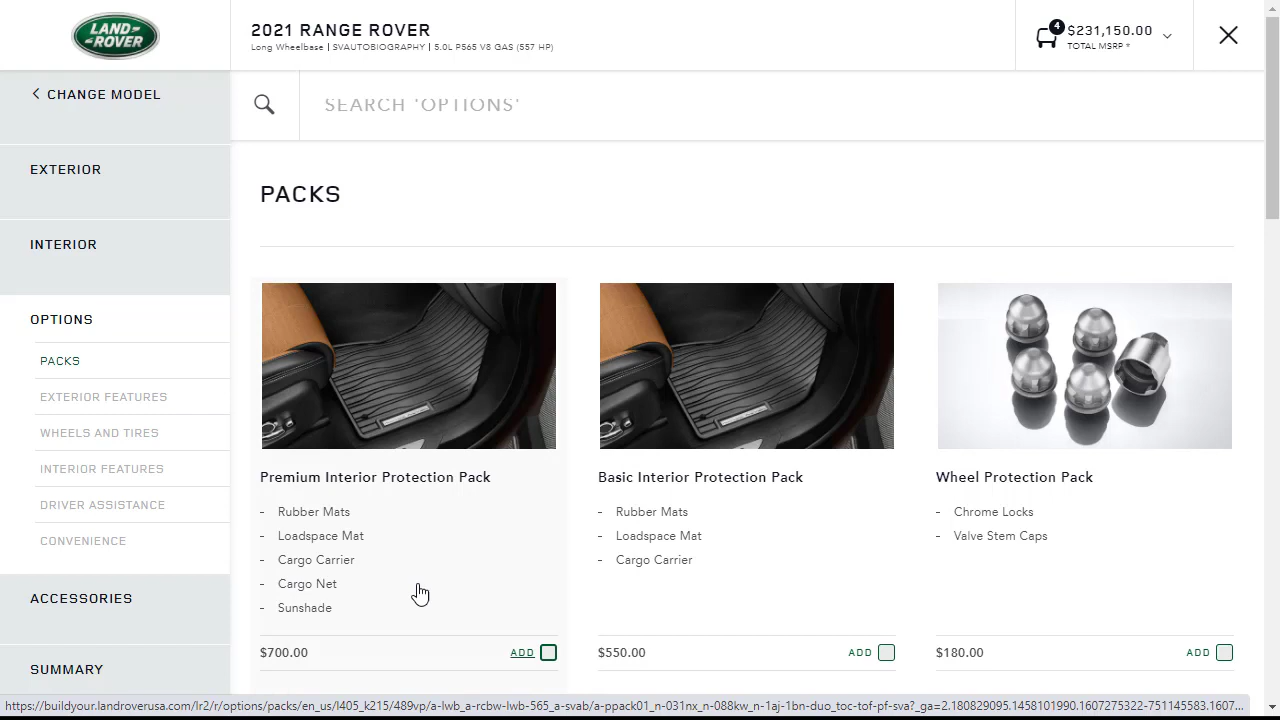 LAND-
-ROVER
2021 RANGE ROVER
Long Wheelbase | SVAUTOBIOGRAPHY | 5.0L P565 V8 GAS (557 HP)
4
$231,150.00
TOTAL MSRP *
CHANGE MODEL
SEARCH 'OPTIONS'
EXTERIOR
INTERIOR
OPTIONS
PACKS
EXTERIOR FEATURES
WHEELS AND TIRES
INTERIOR FEATURES
DRIVER ASSISTANCE
CONVENIENCE
ACCESSORIES
SUMMARY
PACKS
Premium Interior Protection Pack
- Rubber Mats
- Loadspace Mat
- Cargo Carrier
- Cargo Net
- Sunshade
$700.00 ADD
Basic Interior Protection Pack
- Rubber Mats
- Loadspace Mat
- Cargo Carrier
$550.00 ADD
Wheel Protection Pack
- Chrome Locks
- Valve Stem Caps
$180.00 ADD
https://buildyour.landroverusa.com/lr2/r/options/packs/en_us/l405_k215/489vp/a-lwb_a-rcbw-lwb-565_a-svab/a-ppack01_n-031nx_n-088kw_n-1aj-1bn-duo_toc-tof-pf-sva?_ga=2.180829095.1458101990.1607275322-751145583.1607...